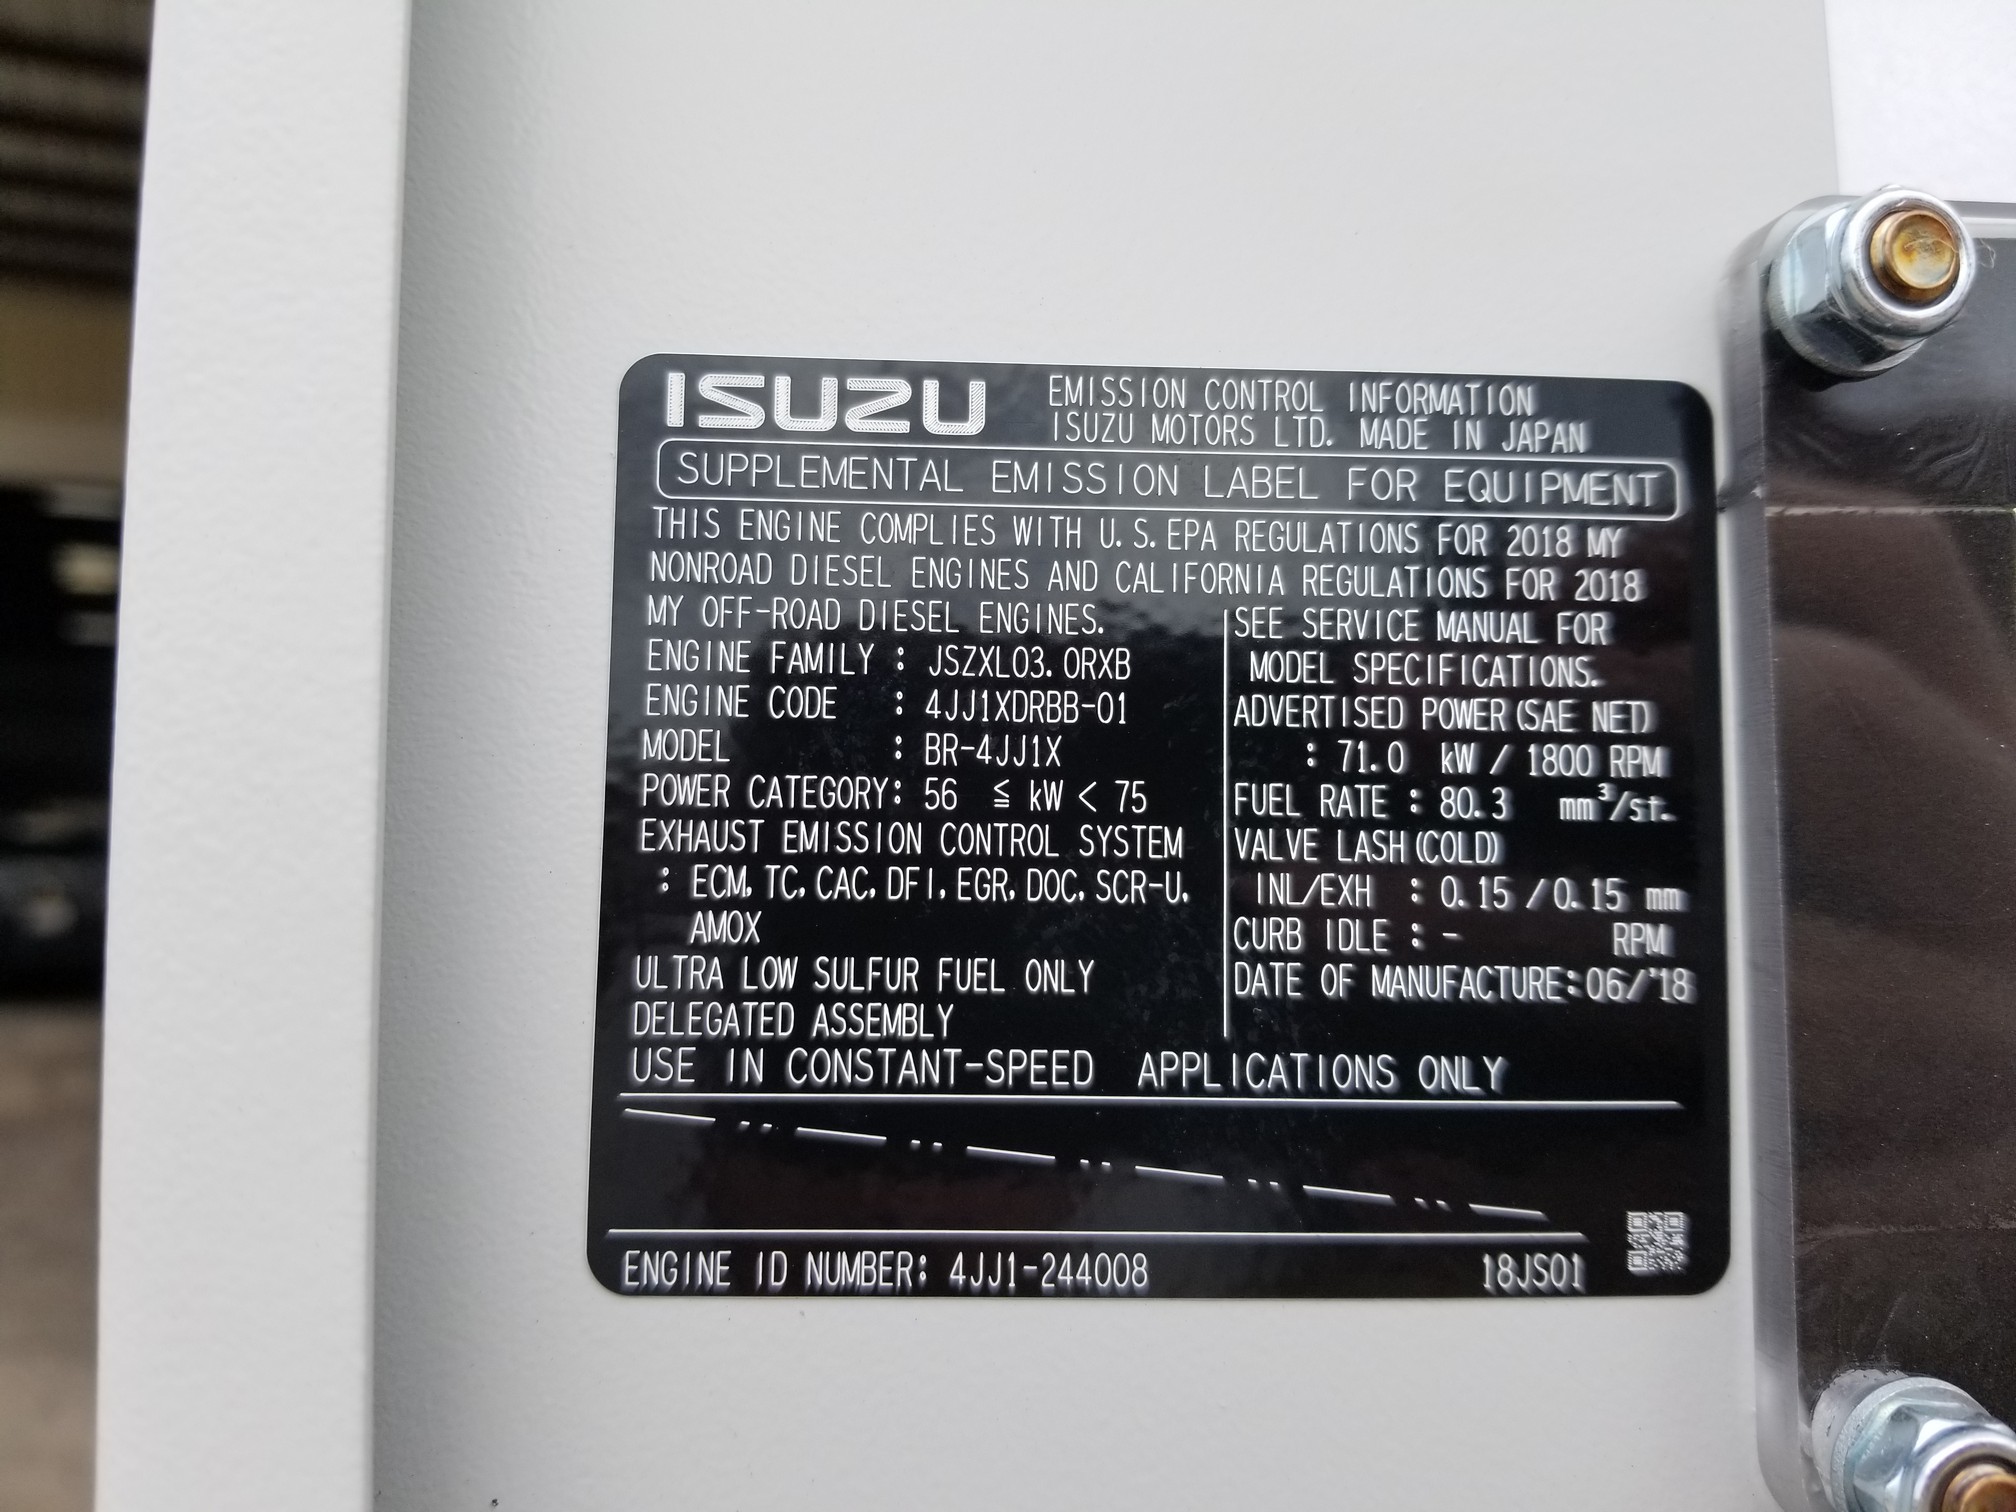 ISUZU EMISSION CONTROL INFORMATION
ISUZU MOTORS LTD. MADE IN JAPAN
SUPPLEMENTAL EMISSION LABEL FOR EQUIPMENT
THIS ENGINE COMPLIES WITH U.S.EPA REGULATIONS FOR 2018 MY
NONROAD DIESEL ENGINES AND CALIFORNIA REGULATIONS FOR 2018
MY OFF-ROAD DIESEL ENGINES.
ENGINE FAMILY : JSZXL03.0RXB
ENGINE CODE : 4JJ1XDRBB-01
MODEL : BR-4JJ1X
POWER CATEGORY: 56 ≦ kW < 75
EXHAUST EMISSION CONTROL SYSTEM
: ECM, TC, CAC, DFI, EGR, DOC, SCR-U,
AMOX
ULTRA LOW SULFUR FUEL ONLY
DELEGATED ASSEMBLY
SEE SERVICE MANUAL FOR
MODEL SPECIFICATIONS.
ADVERTISED POWER (SAE NET)
: 71.0 kW / 1800 RPM
FUEL RATE : 80.3 mm³/st.
VALVE LASH (COLD)
INL/EXH : 0.15 / 0.15 mm
CURB IDLE : - RPM
DATE OF MANUFACTURE: 06/'18
USE IN CONSTANT-SPEED APPLICATIONS ONLY
ENGINE ID NUMBER: 4JJ1-244008 18JS01